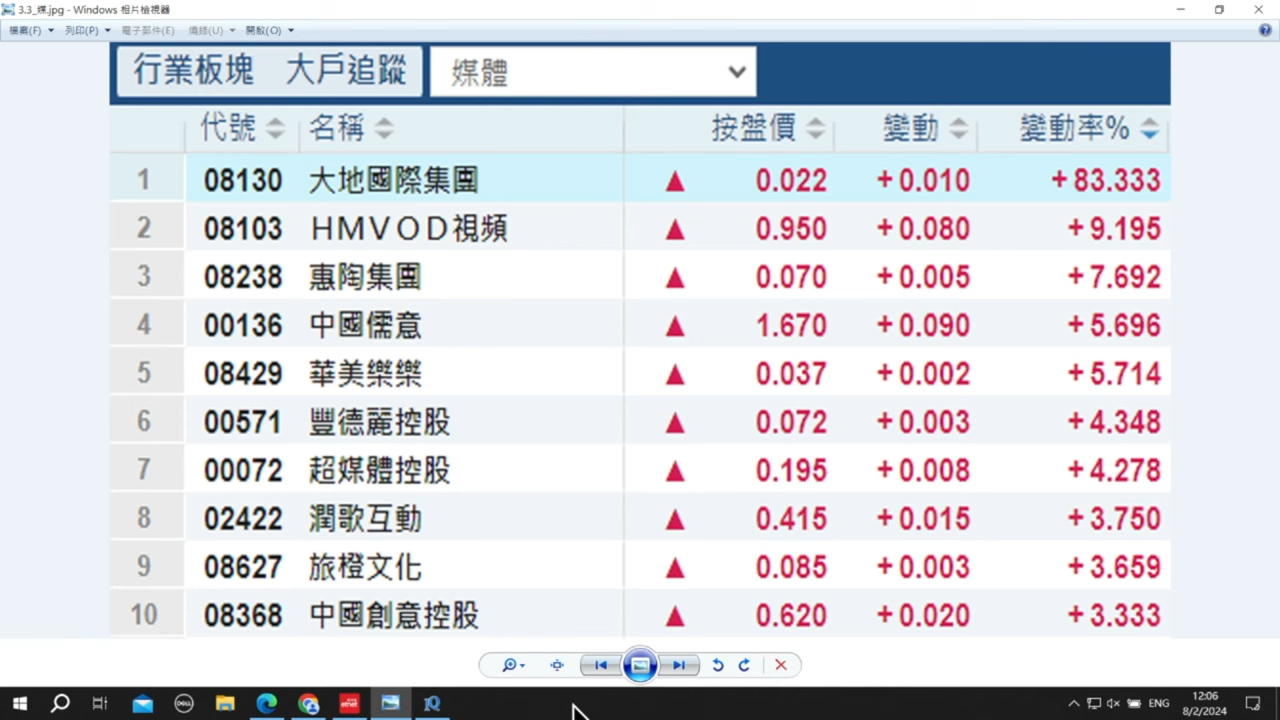 3.3_媒.jpg - Windows 相片檢視器
檔案(F) 列印(P) 電子郵件(E) 燒錄(U) 開啟(O)
行業板塊 大戶追蹤 媒體
代號 名稱 按盤價 變動 變動率%
1 08130 大地國際集團 ▲ 0.022 +0.010 +83.333
2 08103 ＨＭＶＯＤ視頻 ▲ 0.950 +0.080 +9.195
3 08238 惠陶集團 ▲ 0.070 +0.005 +7.692
4 00136 中國儒意 ▲ 1.670 +0.090 +5.696
5 08429 華美樂樂 ▲ 0.037 +0.002 +5.714
6 00571 豐德麗控股 ▲ 0.072 +0.003 +4.348
7 00072 超媒體控股 ▲ 0.195 +0.008 +4.278
8 02422 潤歌互動 ▲ 0.415 +0.015 +3.750
9 08627 旅橙文化 ▲ 0.085 +0.003 +3.659
10 08368 中國創意控股 ▲ 0.620 +0.020 +3.333
DELL etnet IQ ENG 12:06
8/2/2024